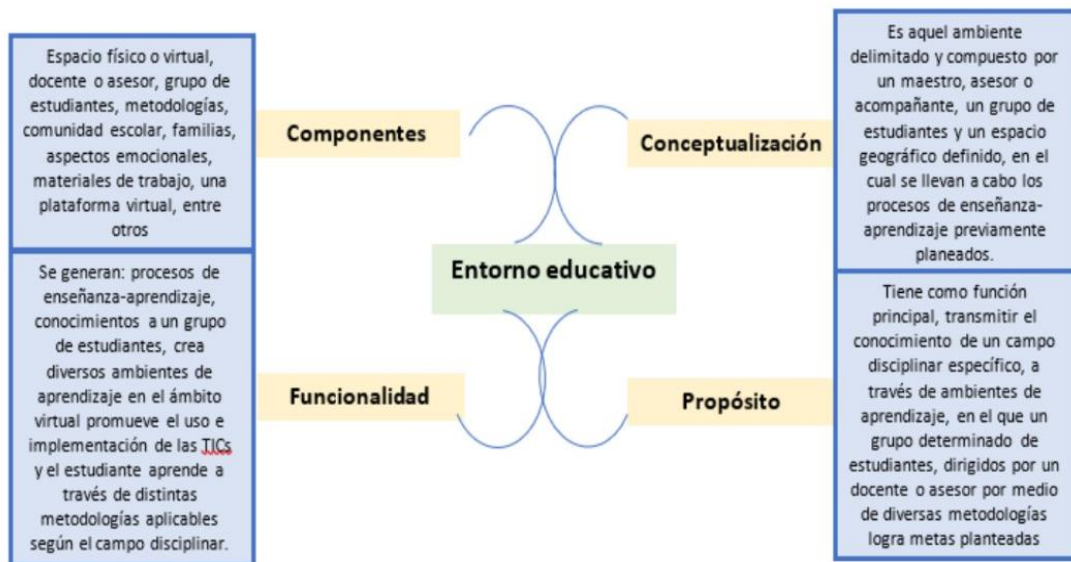 Espacio físico o virtual,
docente o asesor, grupo de
estudiantes, metodologías,
comunidad escolar, familias,
aspectos emocionales,
materiales de trabajo, una
plataforma virtual, entre
otros
Componentes
Conceptualización
Es aquel ambiente
delimitado y compuesto por
un maestro, asesor o
acompañante, un grupo de
estudiantes y un espacio
geográfico definido, en el
cual se llevan a cabo los
procesos de enseñanza-
aprendizaje previamente
planeados.
Entorno educativo
Se generan: procesos de
enseñanza-aprendizaje,
conocimientos a un grupo
de estudiantes, crea
diversos ambientes de
aprendizaje en el ámbito
virtual promueve el uso e
implementación de las TICs
y el estudiante aprende a
través de distintas
metodologías aplicables
según el campo disciplinar.
Funcionalidad
Propósito
Tiene como función
principal, transmitir el
conocimiento de un campo
disciplinar específico, a
través de ambientes de
aprendizaje, en el que un
grupo determinado de
estudiantes, dirigidos por un
docente o asesor por medio
de diversas metodologías
logra metas planteadas